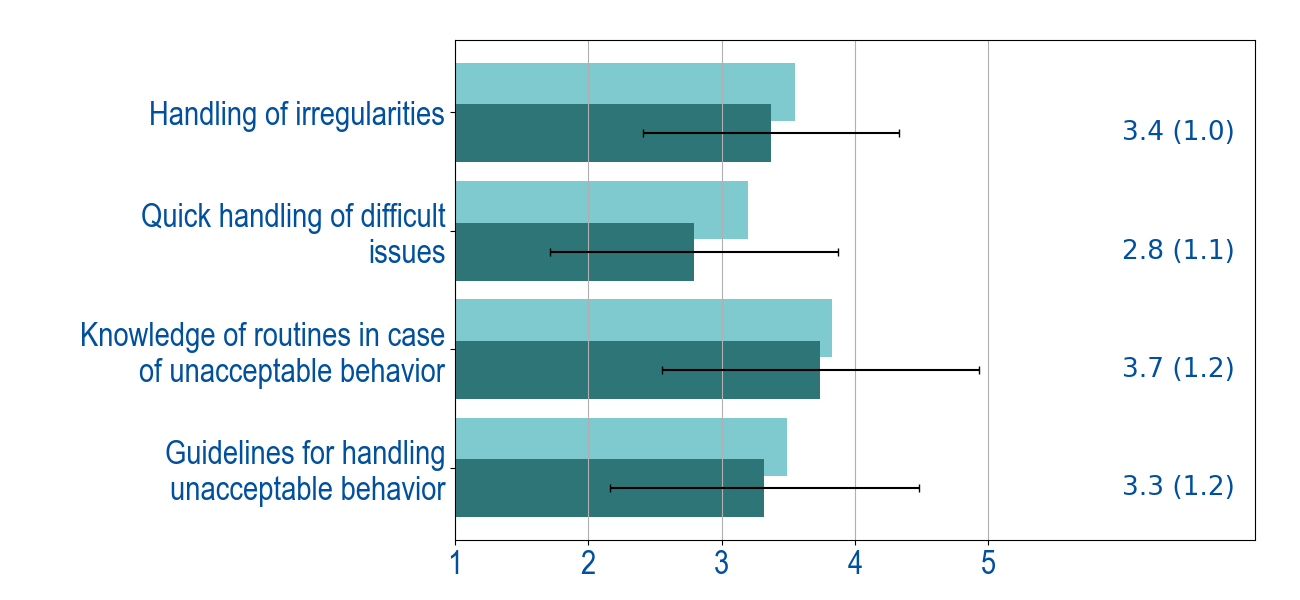 Handling of irregularities
3.4 (1.0)
Quick handling of difficult
issues
2.8 (1.1)
Knowledge of routines in case
of unacceptable behavior
3.7 (1.2)
Guidelines for handling
unacceptable behavior
3.3 (1.2)
1 2 3 4 5